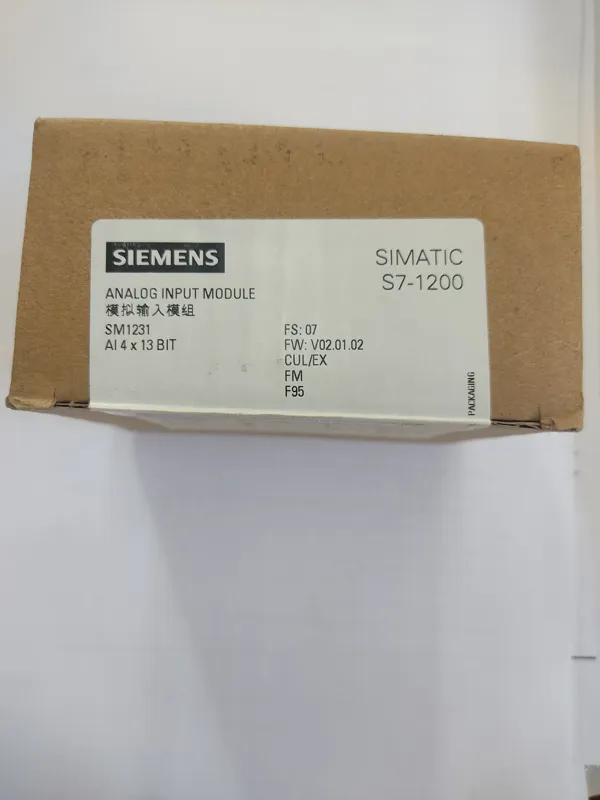 SIEMENS
SIMATIC
S7-1200
ANALOG INPUT MODULE
模拟输入模组
SM1231
AI 4 x 13 BIT
FS: 07
FW: V02.01.02
CUL/EX
FM
F95
PACKAGING